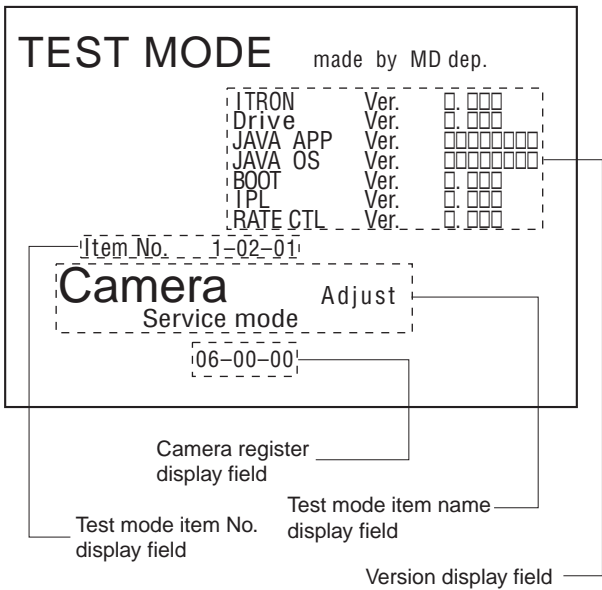 TEST MODE made by MD dep.
ITRON Ver. □. □□□
Drive Ver. □. □□□
JAVA APP Ver. □□□□□□□□
JAVA OS Ver. □□□□□□□□
BOOT Ver. □. □□□
IPL Ver. □. □□□
RATE CTL Ver. □. □□□
Item No. 1–02–01
Camera Adjust
Service mode
06–00–00
Camera register
display field
Test mode item name
display field
Test mode item No.
display field
Version display field